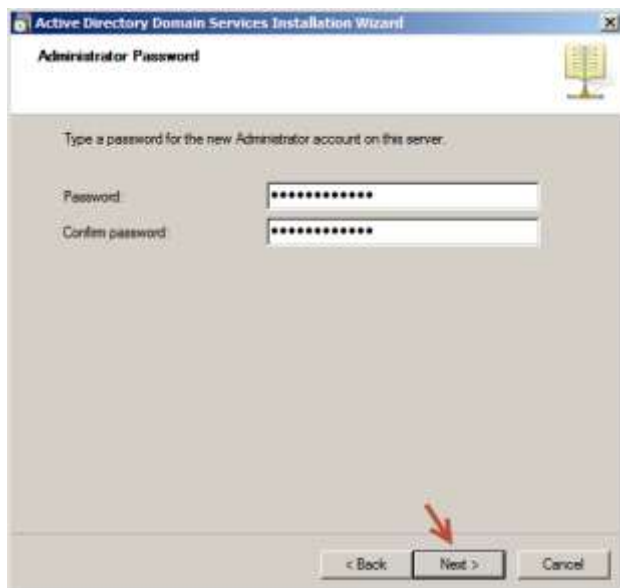 Active Directory Domain Services Installation Wizard
Administrator Password
Type a password for the new Administrator account on this server.
Password:
••••••••••••
Confirm password:
••••••••••••
< Back
Next >
Cancel